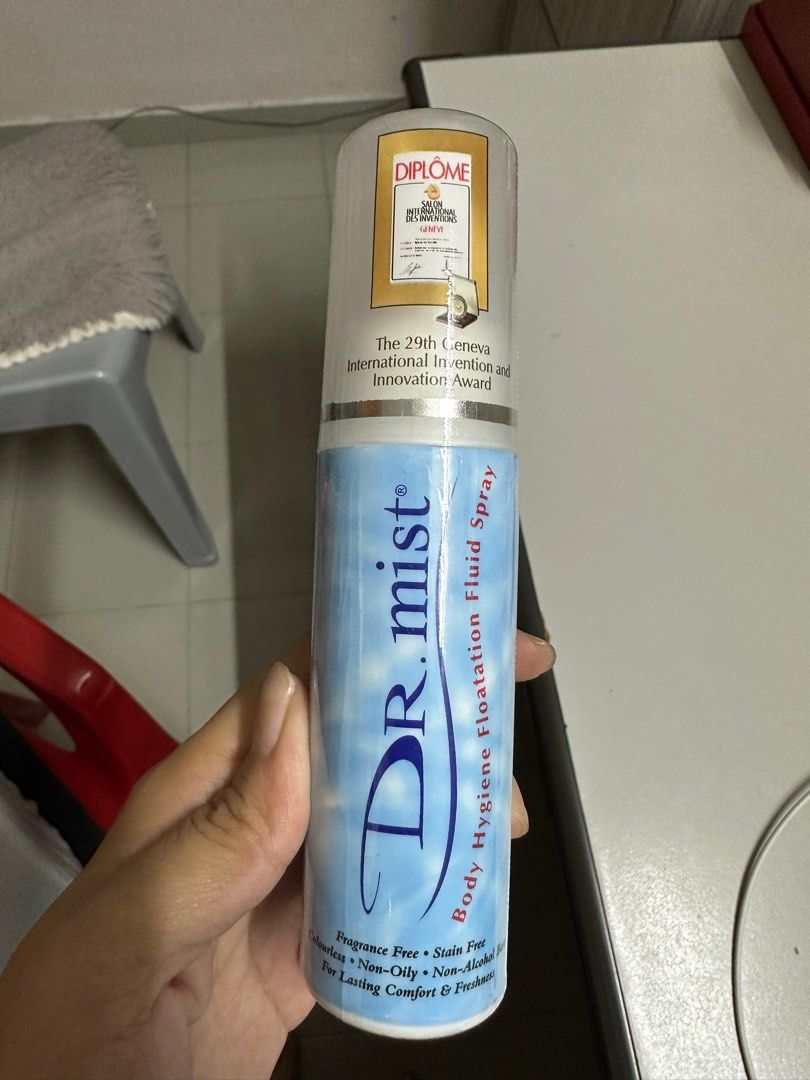 DIPLÔME
SALON
INTERNATIONAL
DES INVENTIONS
GENÈVE
The 29th Geneva
International Invention and
Innovation Award
DR. mist®
Body Hygiene Floatation Fluid Spray
Fragrance Free • Stain Free
Colourless • Non-Oily • Non-Alcohol
For Lasting Comfort & Freshness